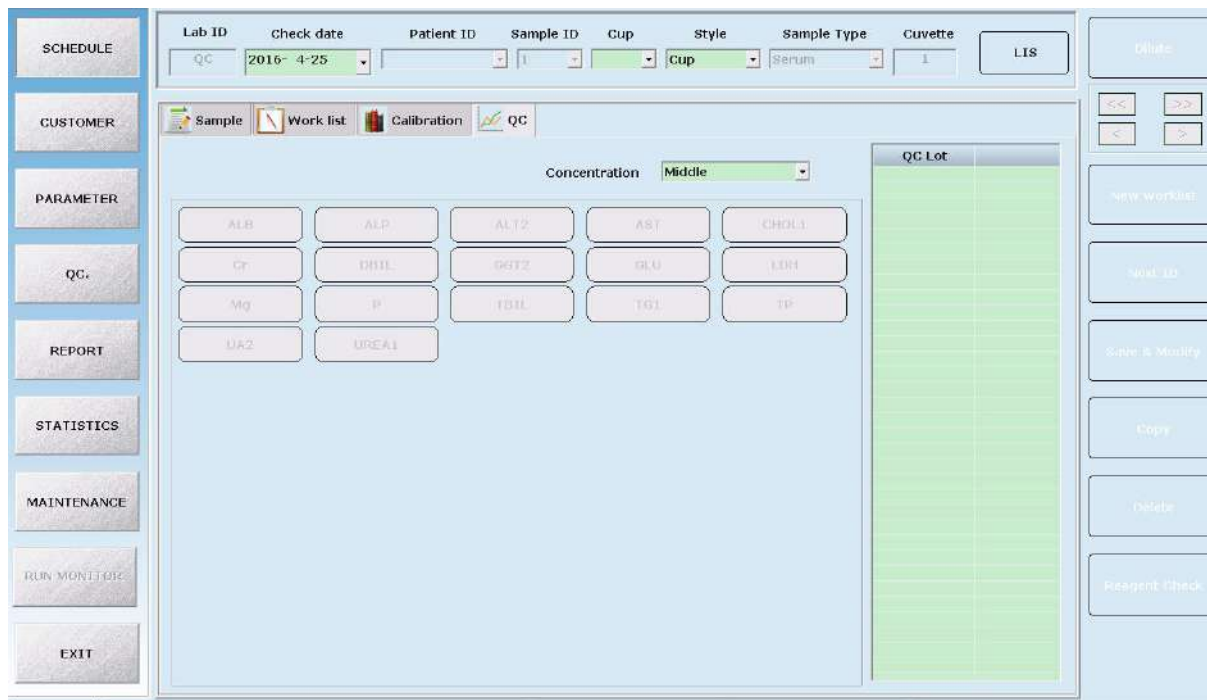 SCHEDULE
CUSTOMER
PARAMETER
QC.
REPORT
STATISTICS
MAINTENANCE
RUN MONITOR
EXIT
Lab ID Check date Patient ID Sample ID Cup Style Sample Type Cuvette
QC 2016- 4-25 1 Cup Serum 1
LIS
Sample Work list Calibration QC
Concentration Middle
QC Lot
ALB ALP ALT2 AST CHOL1
Cr DBIL GGT2 GLU LDH
Mg P TBIL TG1 TP
UA2 UREA1
Dilute
<< >>
< >
New worklist
Next ID
Save & Modify
Copy
Delete
Reagent Check